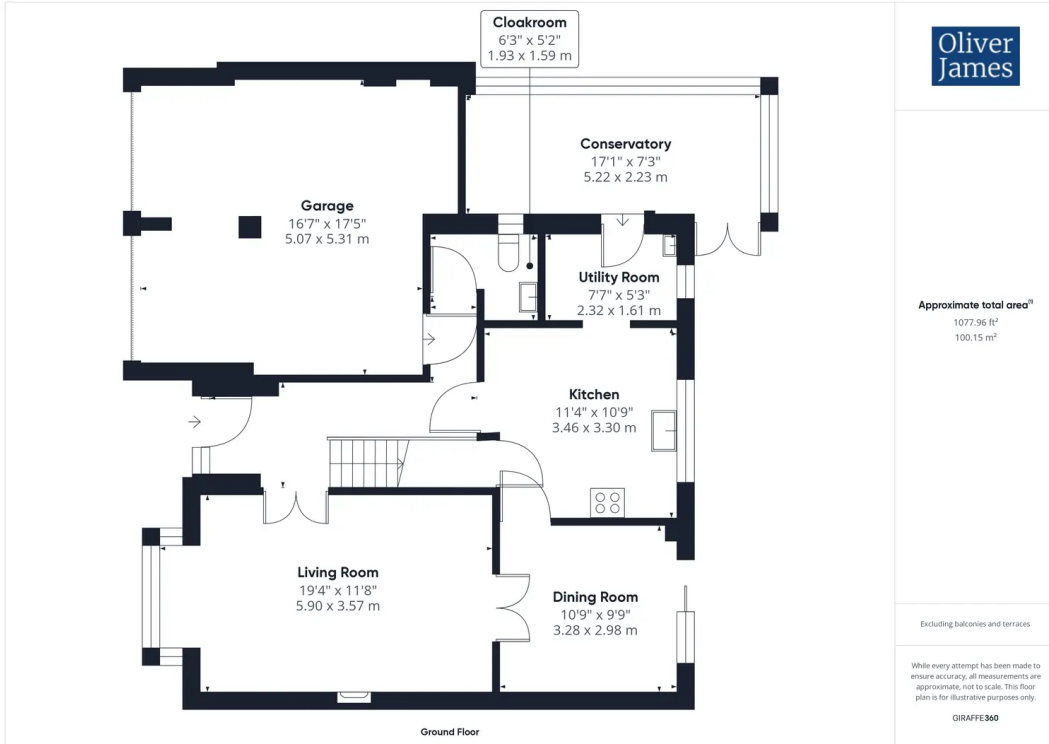 Cloakroom
6'3" x 5'2"
1.93 x 1.59 m
Oliver
James
Conservatory
17'1" x 7'3"
5.22 x 2.23 m
Garage
16'7" x 17'5"
5.07 x 5.31 m
Utility Room
7'7" x 5'3"
2.32 x 1.61 m
Approximate total area⁽¹⁾
1077.96 ft²
100.15 m²
Kitchen
11'4" x 10'9"
3.46 x 3.30 m
Living Room
19'4" x 11'8"
5.90 x 3.57 m
Dining Room
10'9" x 9'9"
3.28 x 2.98 m
Excluding balconies and terraces
While every attempt has been made to
ensure accuracy, all measurements are
approximate, not to scale. This floor
plan is for illustrative purposes only.
GIRAFFE360
Ground Floor